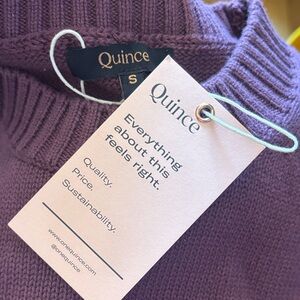 Quince
S
Quince
Everything
about this
feels right.
Quality.
Price.
Sustainability.
www.onequince.com
@onequince